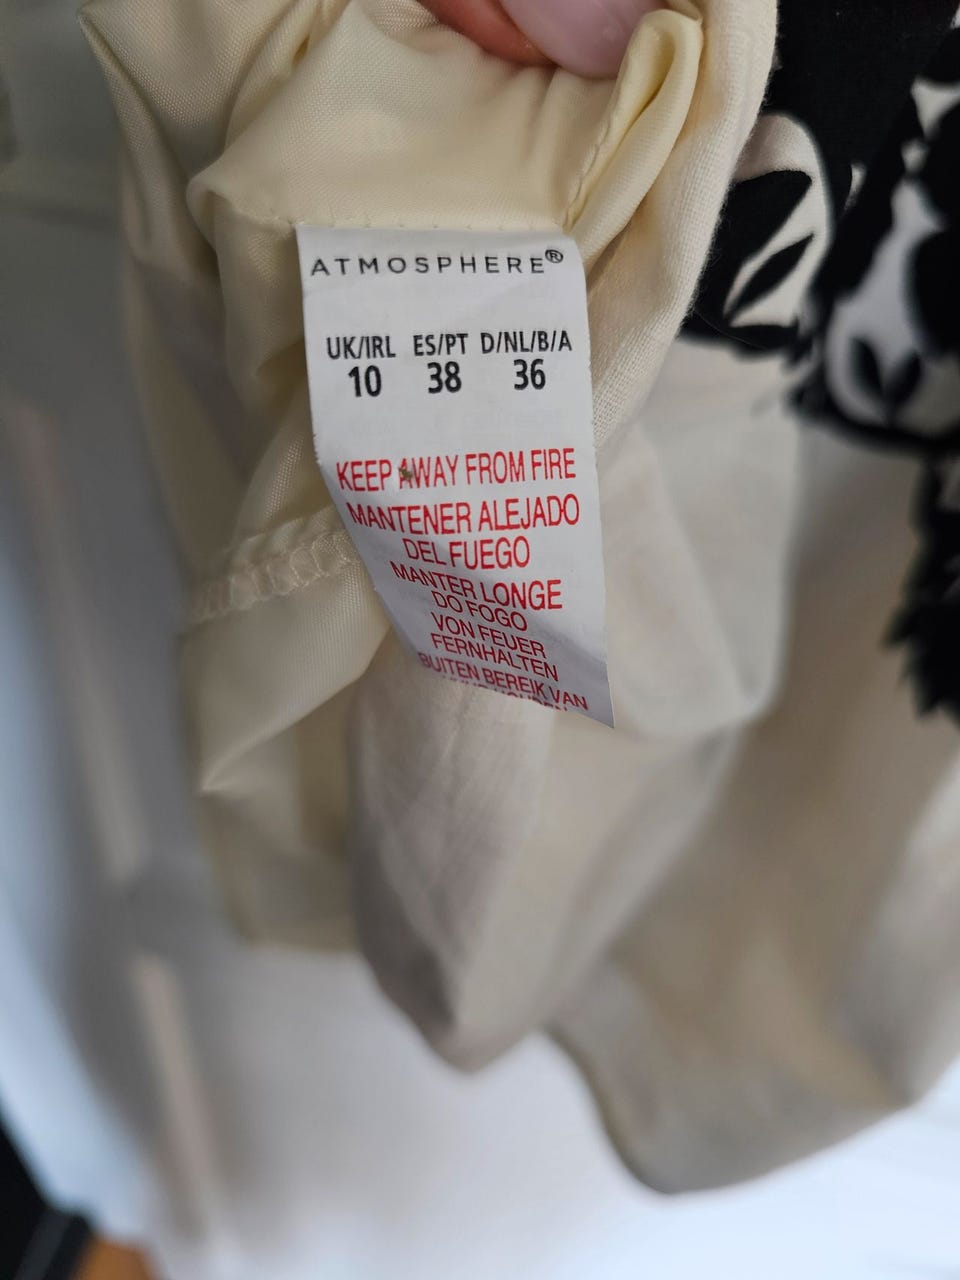 ATMOSPHERE®
UK/IRL ES/PT D/NL/B/A
10 38 36
KEEP AWAY FROM FIRE
MANTENER ALEJADO
DEL FUEGO
MANTER LONGE
DO FOGO
VON FEUER
FERNHALTEN
BUITEN BEREIK VAN